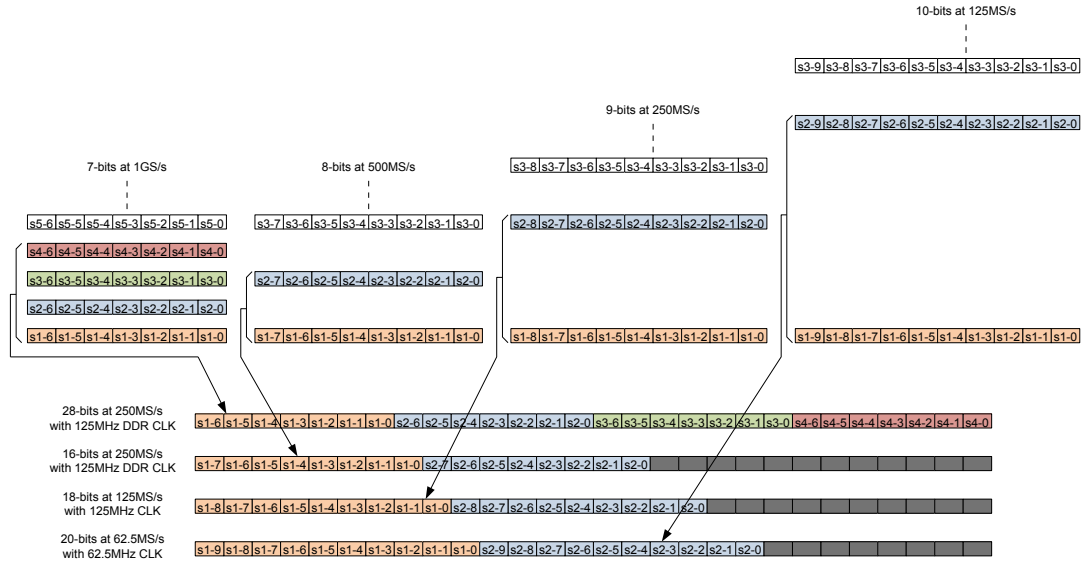 10-bits at 125MS/s
s3-9 s3-8 s3-7 s3-6 s3-5 s3-4 s3-3 s3-2 s3-1 s3-0
9-bits at 250MS/s
s2-9 s2-8 s2-7 s2-6 s2-5 s2-4 s2-3 s2-2 s2-1 s2-0
7-bits at 1GS/s
8-bits at 500MS/s
s3-8 s3-7 s3-6 s3-5 s3-4 s3-3 s3-2 s3-1 s3-0
s5-6 s5-5 s5-4 s5-3 s5-2 s5-1 s5-0
s3-7 s3-6 s3-5 s3-4 s3-3 s3-2 s3-1 s3-0
s2-8 s2-7 s2-6 s2-5 s2-4 s2-3 s2-2 s2-1 s2-0
s4-6 s4-5 s4-4 s4-3 s4-2 s4-1 s4-0
s3-6 s3-5 s3-4 s3-3 s3-2 s3-1 s3-0
s2-7 s2-6 s2-5 s2-4 s2-3 s2-2 s2-1 s2-0
s2-6 s2-5 s2-4 s2-3 s2-2 s2-1 s2-0
s1-6 s1-5 s1-4 s1-3 s1-2 s1-1 s1-0
s1-7 s1-6 s1-5 s1-4 s1-3 s1-2 s1-1 s1-0
s1-8 s1-7 s1-6 s1-5 s1-4 s1-3 s1-2 s1-1 s1-0
s1-9 s1-8 s1-7 s1-6 s1-5 s1-4 s1-3 s1-2 s1-1 s1-0
28-bits at 250MS/s
with 125MHz DDR CLK
s1-6 s1-5 s1-4 s1-3 s1-2 s1-1 s1-0 s2-6 s2-5 s2-4 s2-3 s2-2 s2-1 s2-0 s3-6 s3-5 s3-4 s3-3 s3-2 s3-1 s3-0 s4-6 s4-5 s4-4 s4-3 s4-2 s4-1 s4-0
16-bits at 250MS/s
with 125MHz DDR CLK
s1-7 s1-6 s1-5 s1-4 s1-3 s1-2 s1-1 s1-0 s2-7 s2-6 s2-5 s2-4 s2-3 s2-2 s2-1 s2-0
18-bits at 125MS/s
with 125MHz CLK
s1-8 s1-7 s1-6 s1-5 s1-4 s1-3 s1-2 s1-1 s1-0 s2-8 s2-7 s2-6 s2-5 s2-4 s2-3 s2-2 s2-1 s2-0
20-bits at 62.5MS/s
with 62.5MHz CLK
s1-9 s1-8 s1-7 s1-6 s1-5 s1-4 s1-3 s1-2 s1-1 s1-0 s2-9 s2-8 s2-7 s2-6 s2-5 s2-4 s2-3 s2-2 s2-1 s2-0